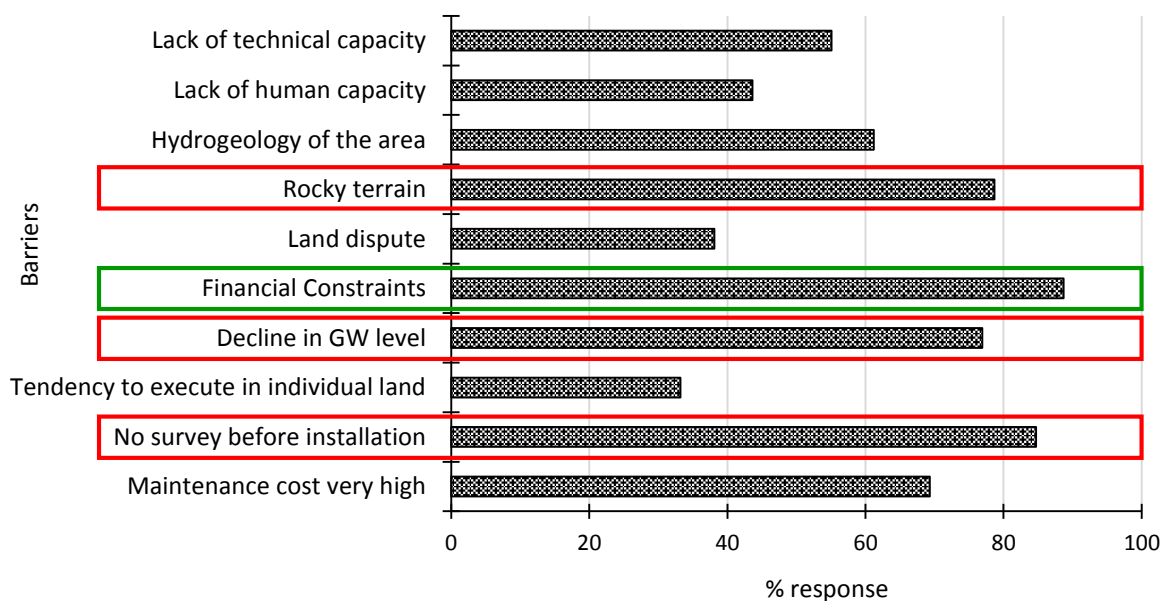 Lack of technical capacity
Lack of human capacity
Hydrogeology of the area
Rocky terrain
Land dispute
Financial Constraints
Decline in GW level
Tendency to execute in individual land
No survey before installation
Maintenance cost very high
Barriers
0 20 40 60 80 100
% response